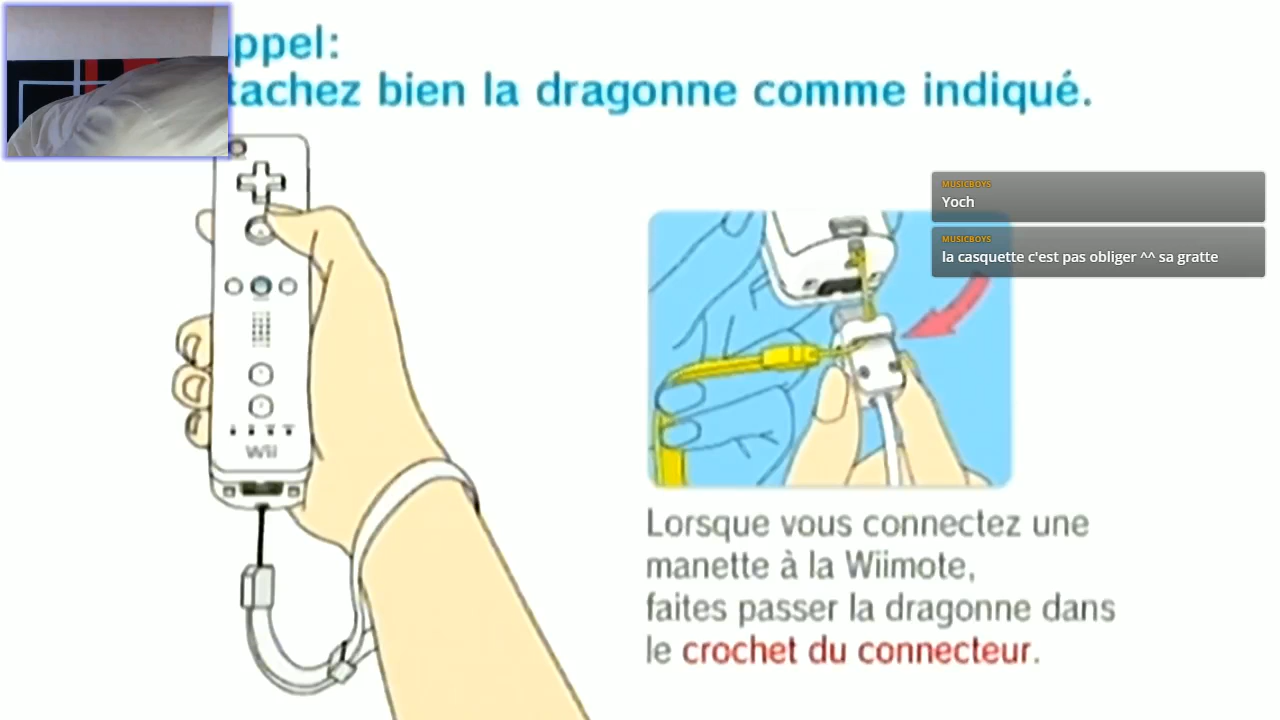 ppel:
tachez bien la dragonne comme indiqué.
MUSICBOYS
Yoch
MUSICBOYS
la casquette c'est pas obliger ^^ sa gratte
Wii
Lorsque vous connectez une
manette à la Wiimote,
faites passer la dragonne dans
le crochet du connecteur.